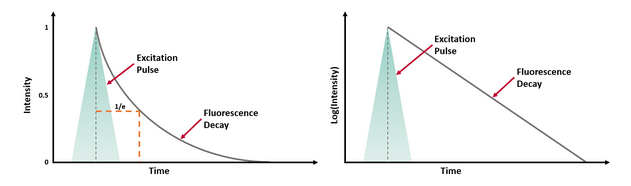 1
Excitation
Pulse
Intensity
0.5
1/e
Fluorescence
Decay
0
Time
Excitation
Pulse
Log(Intensity)
Fluorescence
Decay
Time